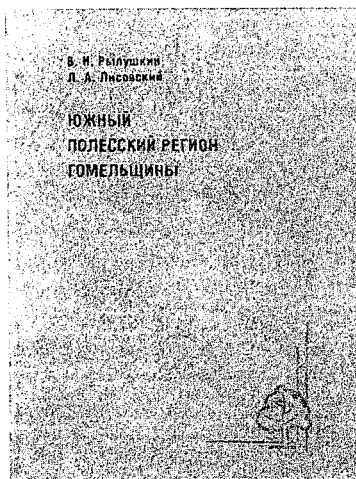 В. Н. Рылушкин
Л. А. Лисовский
ЮЖНЫЙ
ПОЛЕССКИЙ РЕГИОН
ГОМЕЛЬЩИНЫ